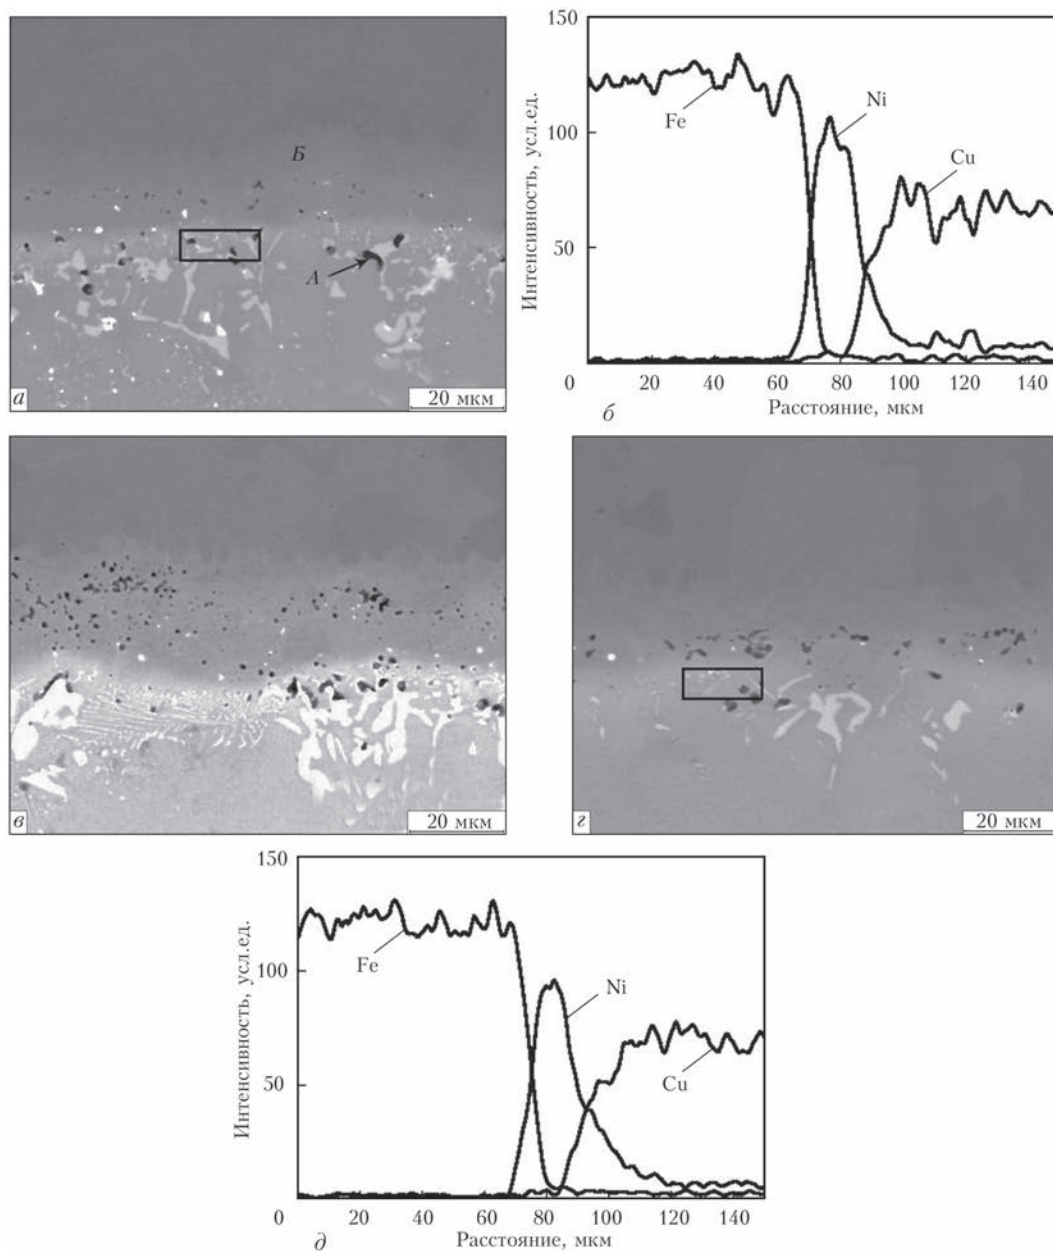 Б
А
а
20 мкм
Интенсивность, усл.ед.
150
100
50
0
20
40
60
80
100
120
140
Fe
Ni
Cu
Расстояние, мкм
б
в
20 мкм
г
20 мкм
Интенсивность, усл.ед.
150
100
50
0
20
40
60
80
100
120
140
Fe
Ni
Cu
Расстояние, мкм
д